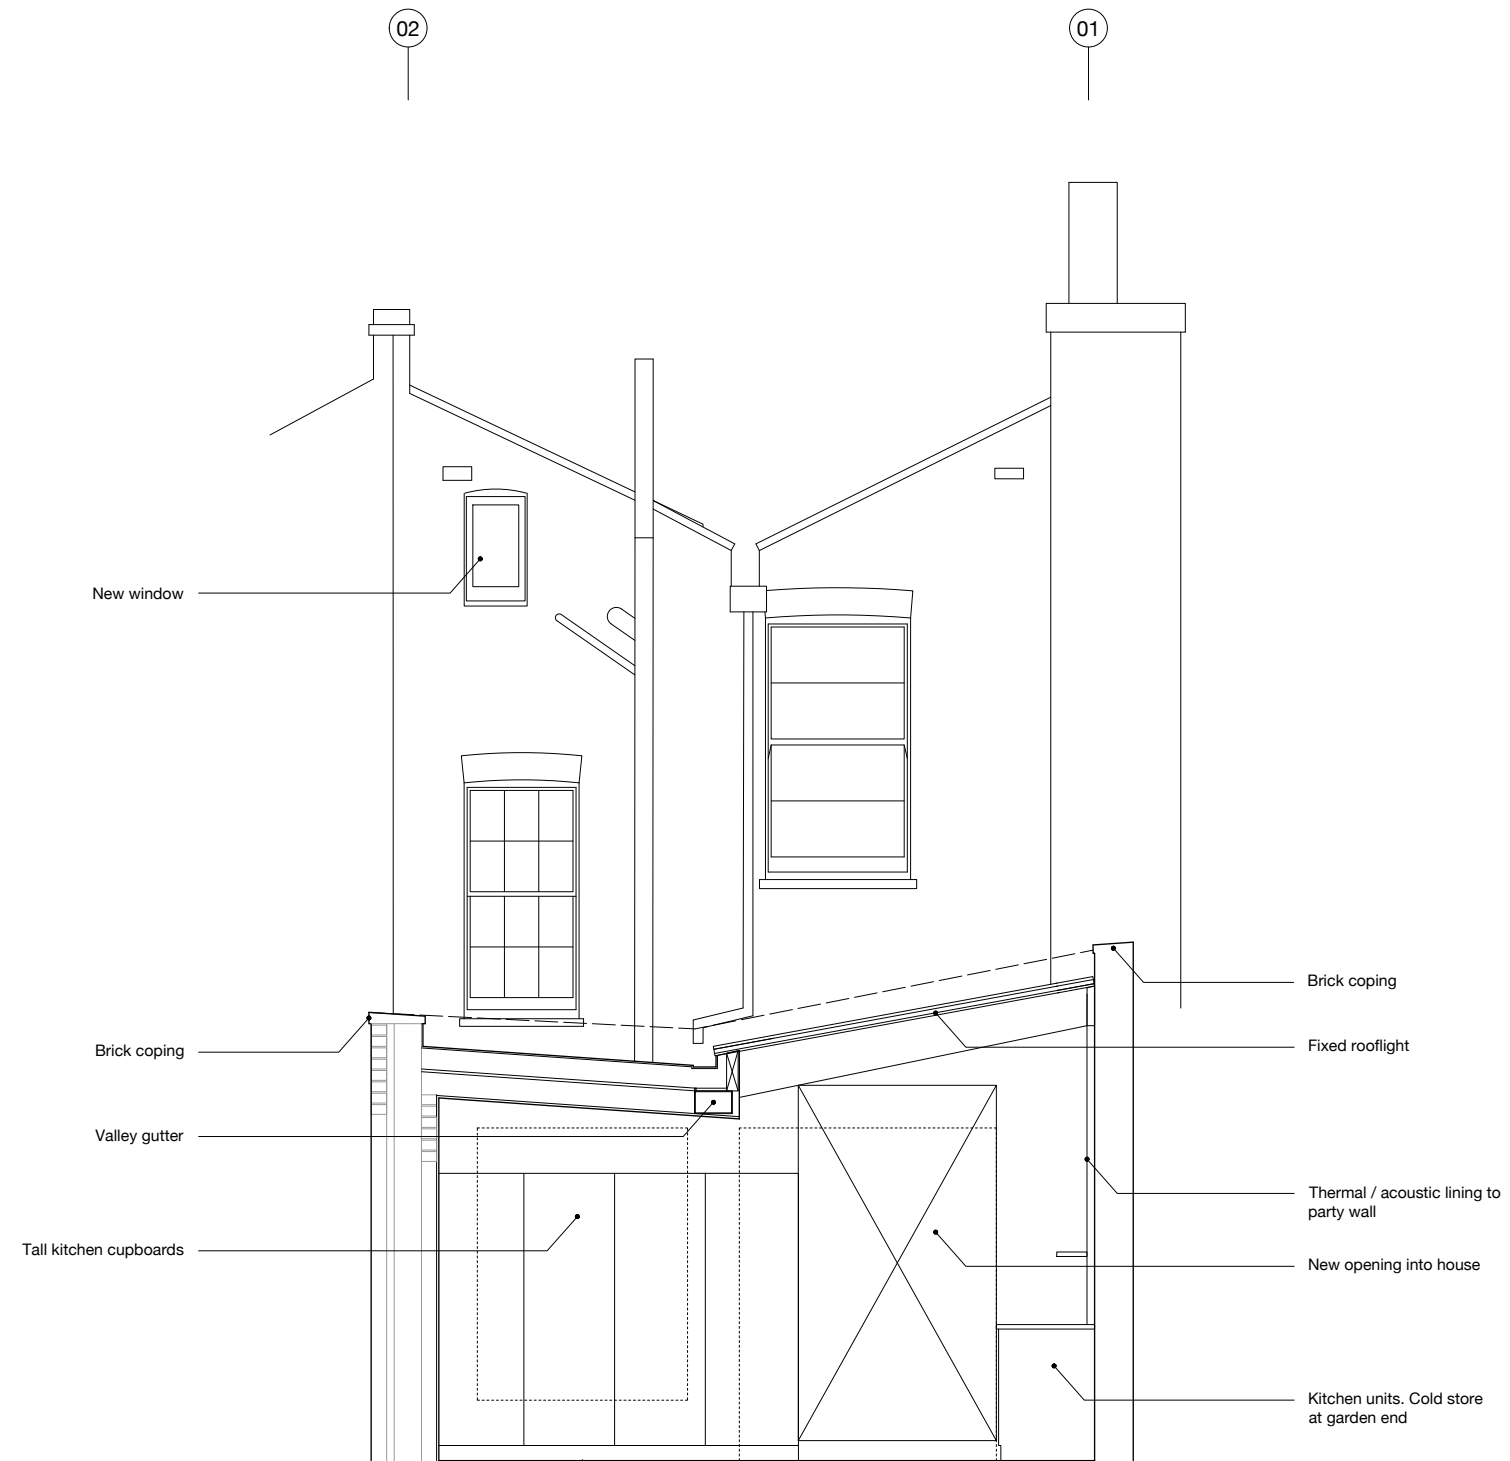 02
01
New window
Brick coping
Brick coping
Fixed rooflight
Valley gutter
Thermal / acoustic lining to
party wall
Tall kitchen cupboards
New opening into house
Kitchen units. Cold store
at garden end